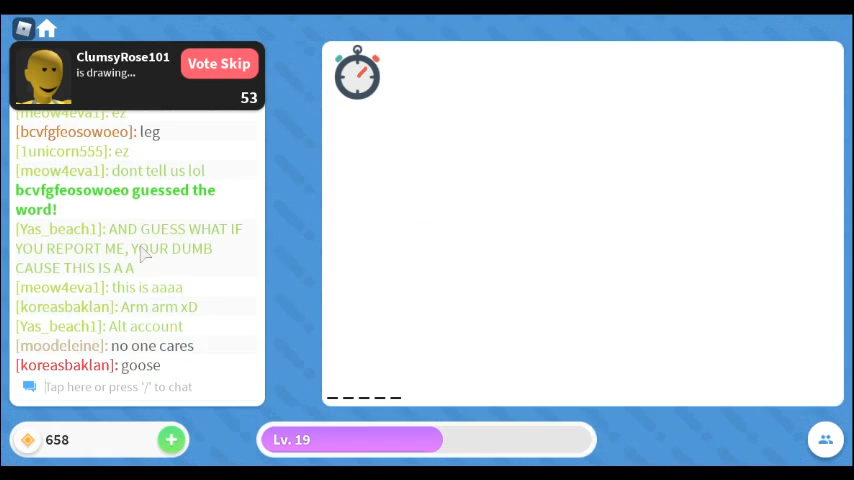 ClumsyRose101
is drawing...
Vote Skip
53
[meow4eva1]: ez
[bcvfgfeosowoeo]: leg
[1unicorn555]: ez
[meow4eva1]: dont tell us lol
bcvfgfeosowoeo guessed the
word!
[Yas_beach1]: AND GUESS WHAT IF
YOU REPORT ME, YOUR DUMB
CAUSE THIS IS A A
[meow4eva1]: this is aaaa
[koreasbaklan]: Arm arm xD
[Yas_beach1]: Alt account
[moodeleine]: no one cares
[koreasbaklan]: goose
Tap here or press '/' to chat
_ _ _ _ _
658
Lv. 19